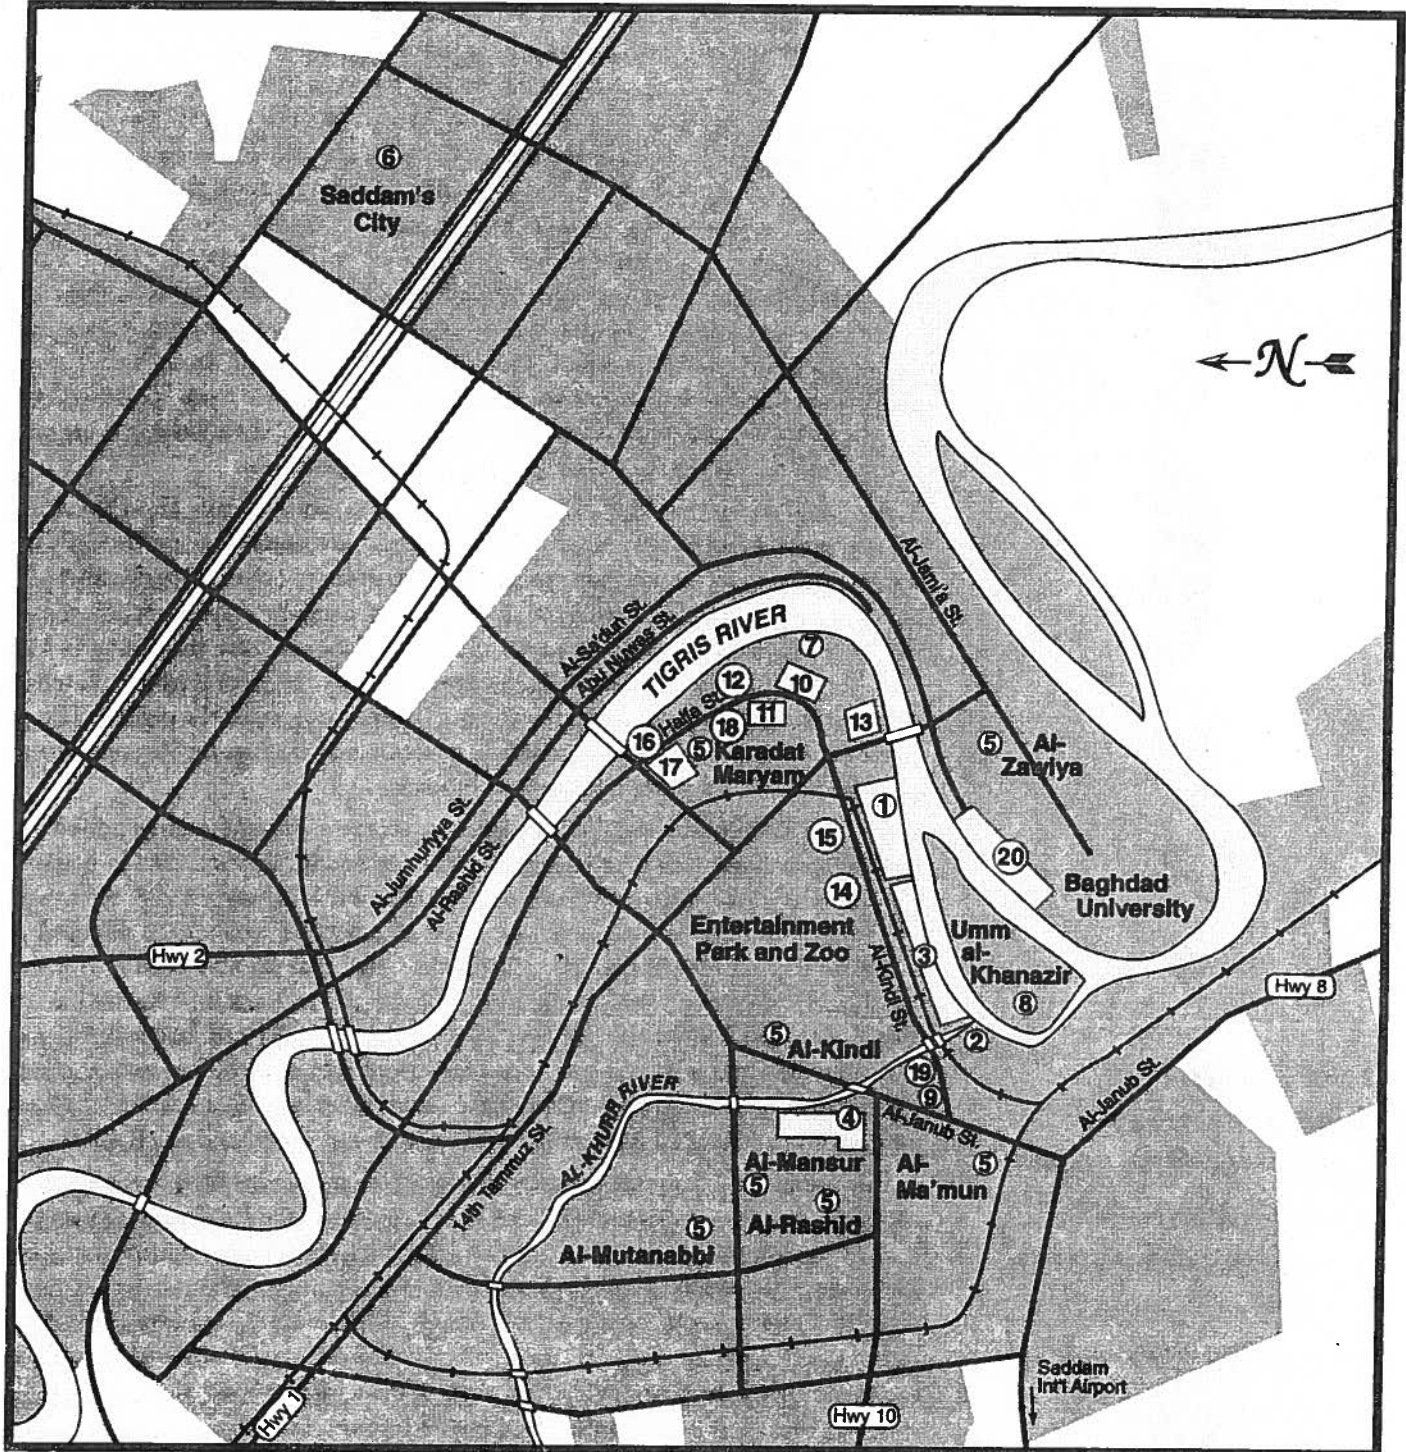 6
Saddam's
City
N
Al-Jami'a St.
Al-Sa'dun St.
Abu Nuwas St.
TIGRIS RIVER
7
12
10
Haifa St.
11
13
16
18
5
17
Karadat
Maryam
5
Al-
Zawiya
1
15
20
Al-Jumhuriyya St.
Al-Rashid St.
14
Baghdad
University
Entertainment
Park and Zoo
Umm
al-
Khanazir
Hwy 2
3
Al-Kindi St.
8
Hwy 8
5
Al-Kindi
2
19
9
AL-KHURR RIVER
Al-Janub St.
4
Al-Janub St.
14th Tammuz St.
Al-Mansur
5
Al-
Ma'mun
5
5
Al-Rashid
5
Al-Mutanabbi
Saddam
Int'l Airport
Hwy 1
Hwy 10